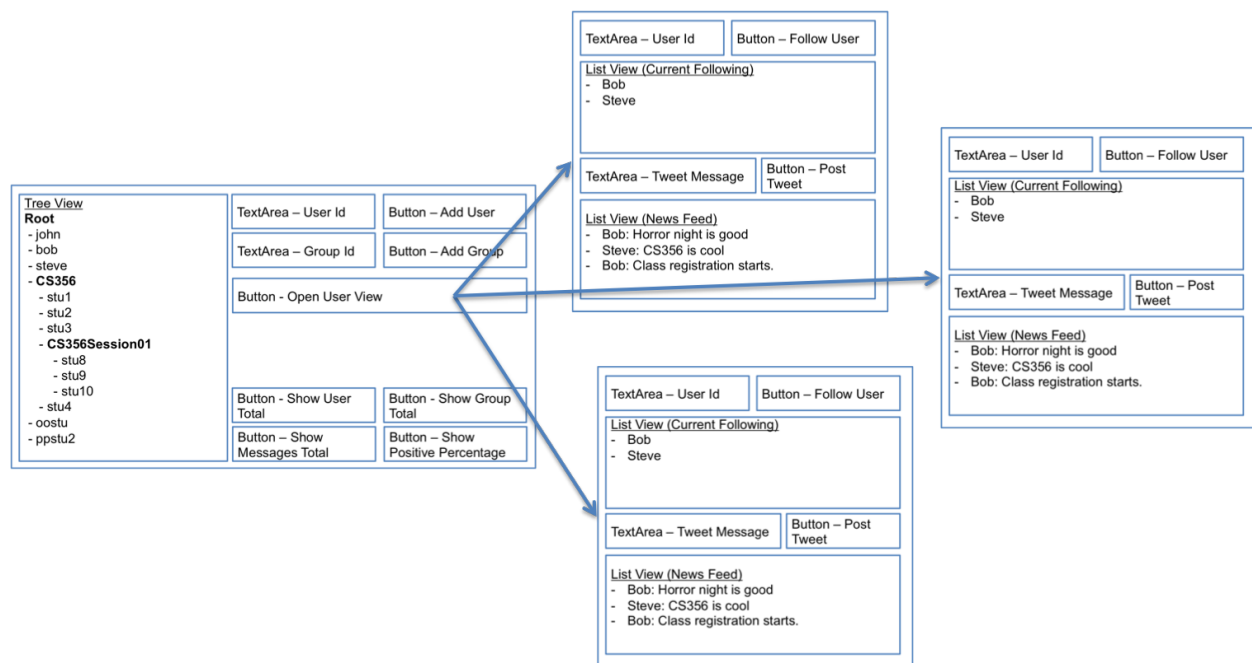 Tree View
Root
- john
- bob
- steve
- CS356
- stu1
- stu2
- stu3
- CS356Session01
- stu8
- stu9
- stu10
- stu4
- oostu
- ppstu2
TextArea – User Id
Button – Add User
TextArea – Group Id
Button – Add Group
Button - Open User View
Button - Show User
Total
Button - Show Group
Total
Button – Show
Messages Total
Button – Show
Positive Percentage
TextArea – User Id
Button – Follow User
List View (Current Following)
- Bob
- Steve
TextArea – Tweet Message
Button – Post
Tweet
List View (News Feed)
- Bob: Horror night is good
- Steve: CS356 is cool
- Bob: Class registration starts.
TextArea – User Id
Button – Follow User
List View (Current Following)
- Bob
- Steve
TextArea – Tweet Message
Button – Post
Tweet
List View (News Feed)
- Bob: Horror night is good
- Steve: CS356 is cool
- Bob: Class registration starts.
TextArea – User Id
Button – Follow User
List View (Current Following)
- Bob
- Steve
TextArea – Tweet Message
Button – Post
Tweet
List View (News Feed)
- Bob: Horror night is good
- Steve: CS356 is cool
- Bob: Class registration starts.